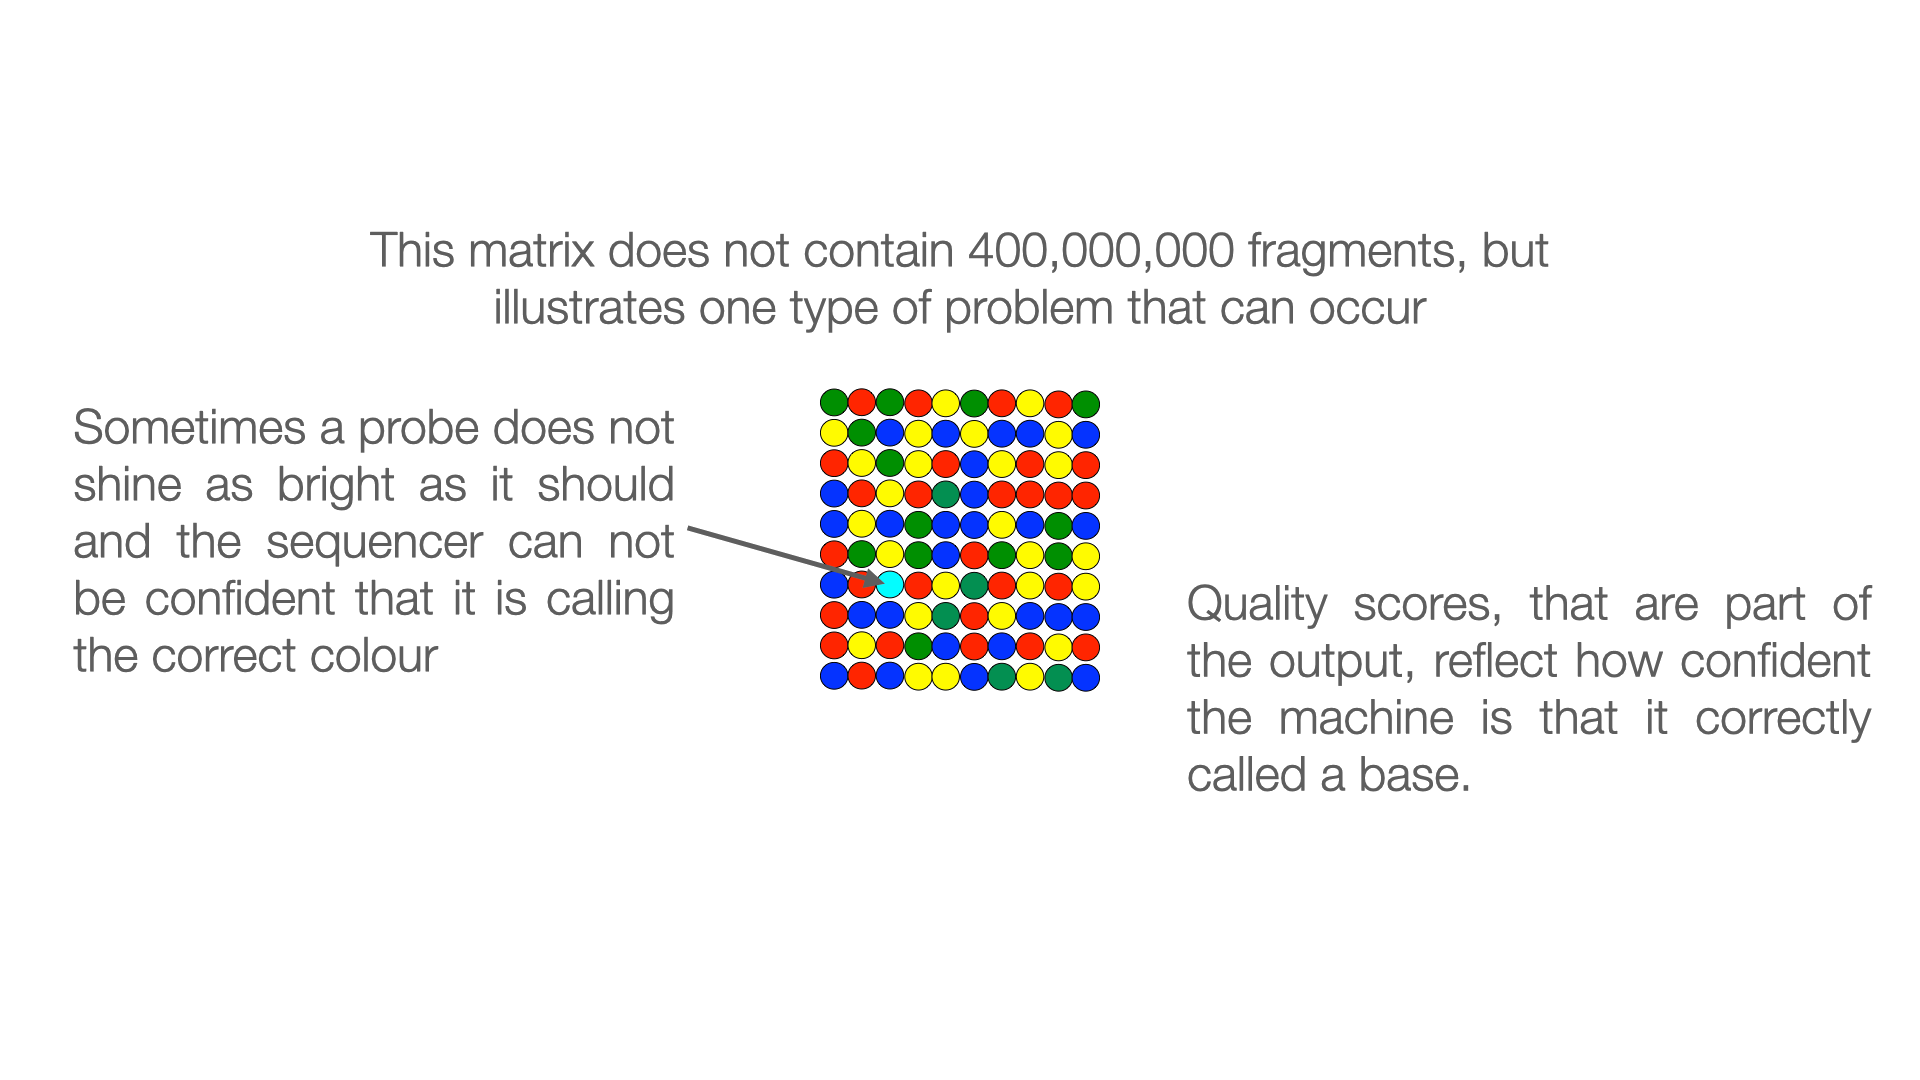 This matrix does not contain 400,000,000 fragments, but
illustrates one type of problem that can occur
Sometimes a probe does not
shine as bright as it should
and the sequencer can not
be confident that it is calling
the correct colour
Quality scores, that are part of
the output, reflect how confident
the machine is that it correctly
called a base.